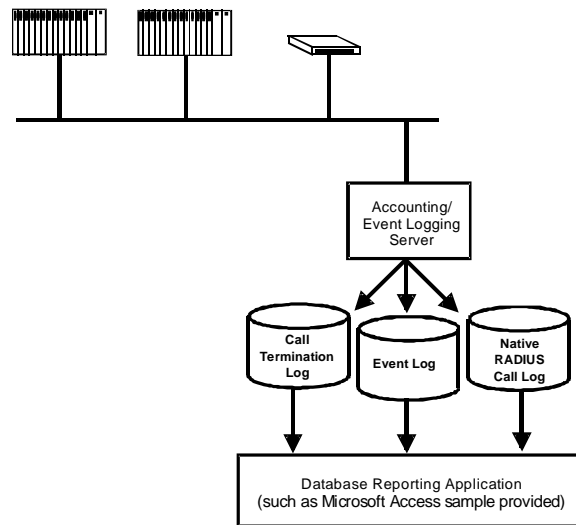 Accounting/
Event Logging
Server
Call
Termination
Log
Event Log
Native
RADIUS
Call Log
Database Reporting Application
(such as Microsoft Access sample provided)